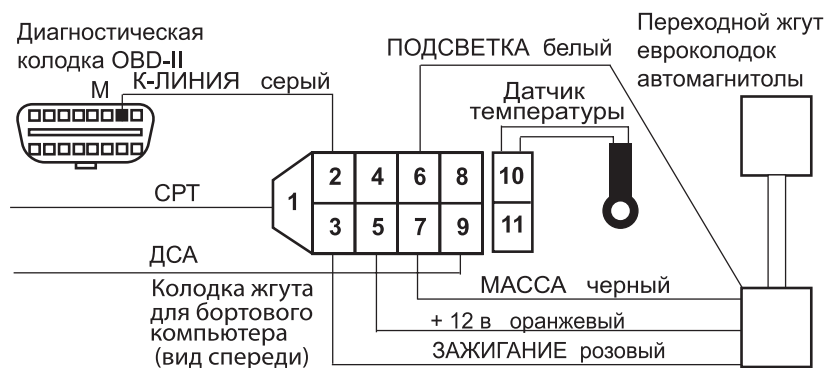 Диагностическая
колодка OBD-II
М
К-ЛИНИЯ серый
ПОДСВЕТКА белый
Переходной жгут
евроколодок
автомагнитолы
Датчик
температуры
СРТ
1
2 4 6 8
3 5 7 9
10
11
ДСА
Колодка жгута
для бортового
компьютера
(вид спереди)
МАССА черный
+ 12 в оранжевый
ЗАЖИГАНИЕ розовый